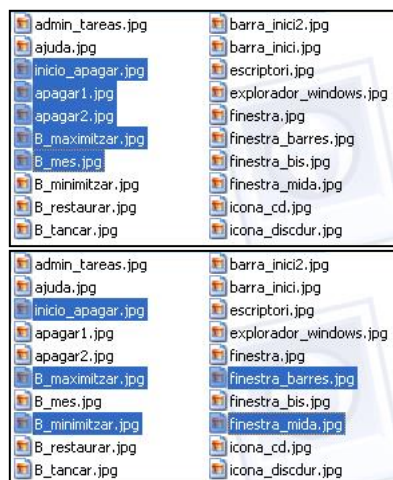 admin_tareas.jpg
ajuda.jpg
inicio_apagar.jpg
apagar1.jpg
apagar2.jpg
B_maximitzar.jpg
B_mes.jpg
B_minimitzar.jpg
B_restaurar.jpg
B_tancar.jpg
barra_inici2.jpg
barra_inici.jpg
escriptori.jpg
explorador_windows.jpg
finestra.jpg
finestra_barres.jpg
finestra_bis.jpg
finestra_mida.jpg
icona_cd.jpg
icona_discdur.jpg
admin_tareas.jpg
ajuda.jpg
inicio_apagar.jpg
apagar1.jpg
apagar2.jpg
B_maximitzar.jpg
B_mes.jpg
B_minimitzar.jpg
B_restaurar.jpg
B_tancar.jpg
barra_inici2.jpg
barra_inici.jpg
escriptori.jpg
explorador_windows.jpg
finestra.jpg
finestra_barres.jpg
finestra_bis.jpg
finestra_mida.jpg
icona_cd.jpg
icona_discdur.jpg